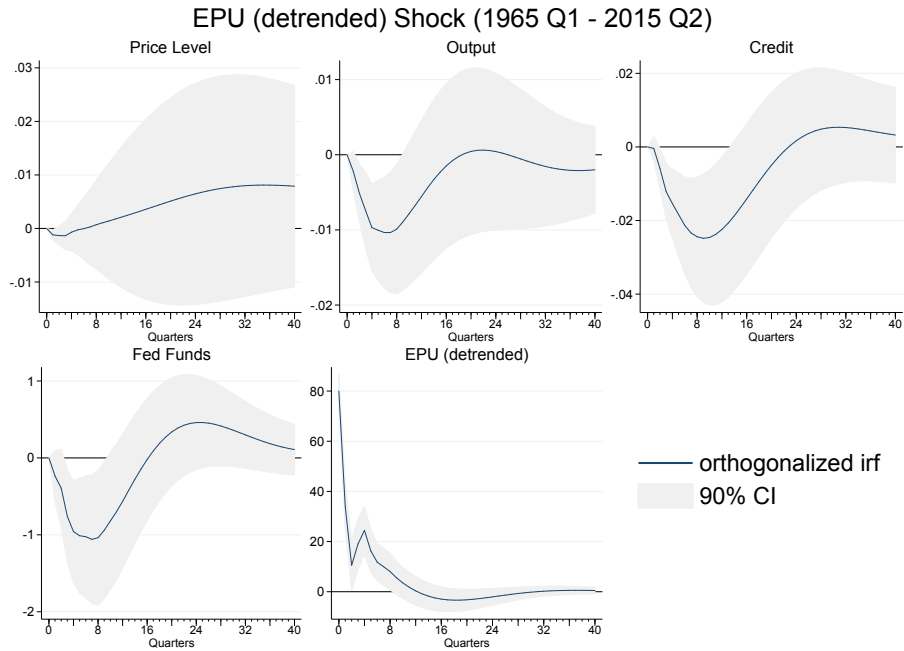 EPU (detrended) Shock (1965 Q1 - 2015 Q2)
Price Level
.03
.02
.01
0
-.01
0 8 16 24 32 40
Quarters
Output
.01
0
-.01
-.02
0 8 16 24 32 40
Quarters
Credit
.02
0
-.02
-.04
0 8 16 24 32 40
Quarters
Fed Funds
1
0
-1
-2
0 8 16 24 32 40
Quarters
EPU (detrended)
80
60
40
20
0
0 8 16 24 32 40
Quarters
orthogonalized irf
90% CI